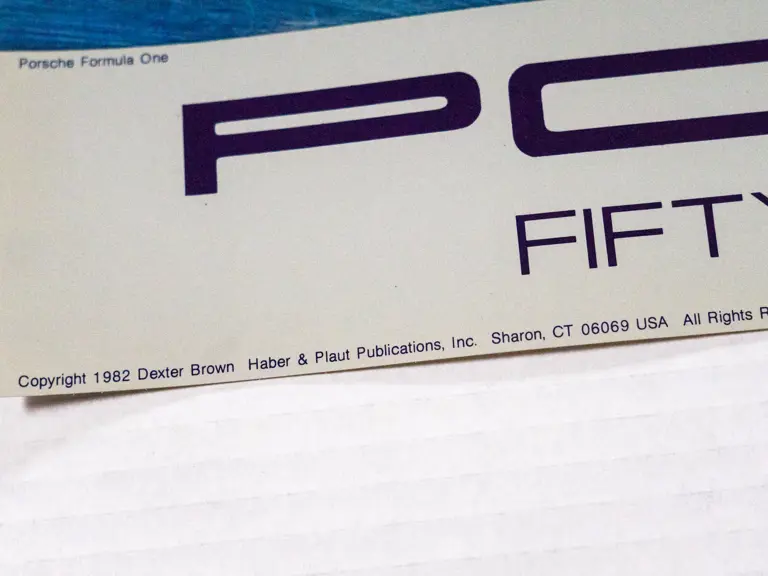 Porsche Formula One
PO
FIFTY
Copyright 1982 Dexter Brown Haber & Plaut Publications, Inc. Sharon, CT 06069 USA All Rights R